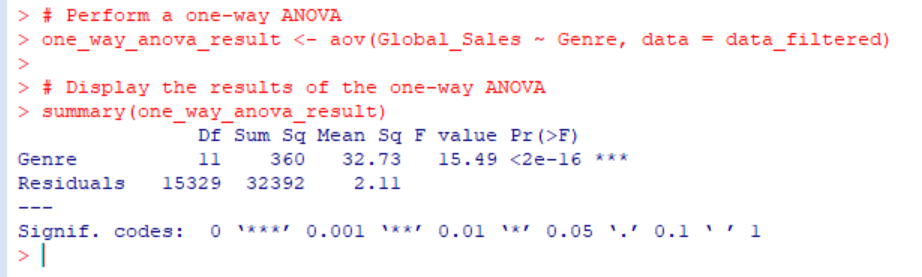 > # Perform a one-way ANOVA
> one_way_anova_result <- aov(Global_Sales ~ Genre, data = data_filtered)
>
> # Display the results of the one-way ANOVA
> summary(one_way_anova_result)
               Df Sum Sq Mean Sq F value Pr(>F)
Genre          11    360   32.73   15.49 <2e-16 ***
Residuals   15329  32392    2.11
---
Signif. codes:  0 ‘***’ 0.001 ‘**’ 0.01 ‘*’ 0.05 ‘.’ 0.1 ‘ ’ 1
>